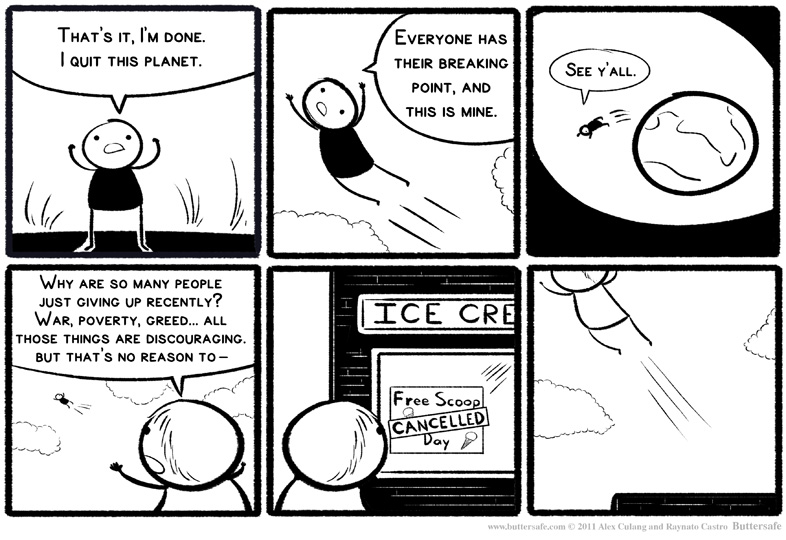 That's it, I'm done.
I quit this planet.
Everyone has
their breaking
point, and
this is mine.
See y'all.
Why are so many people
just giving up recently?
War, poverty, greed... all
those things are discouraging.
but that's no reason to–
ICE CRE
Free Scoop
CANCELLED
Day
www.buttersafe.com © 2011 Alex Culang and Raynato Castro Buttersafe